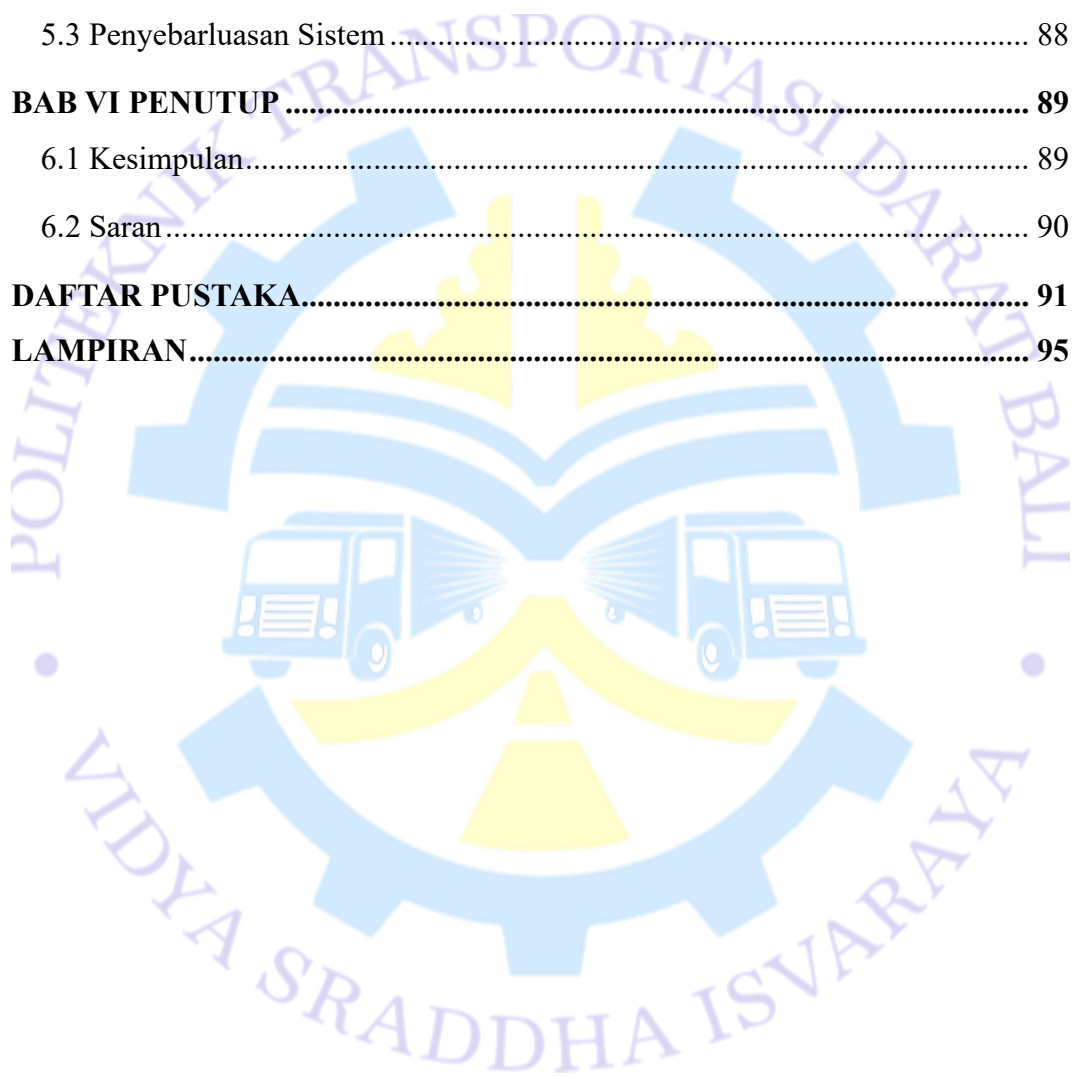 5.3 Penyebarluasan Sistem ........................................................................ 88
BAB VI PENUTUP ........................................................................ 89
6.1 Kesimpulan ........................................................................ 89
6.2 Saran ........................................................................ 90
DAFTAR PUSTAKA ........................................................................ 91
LAMPIRAN ........................................................................ 95
POLITEKNIK TRANSPORTASI DARAT BALI
• VIDYA SRADDHA ISVARAYA •